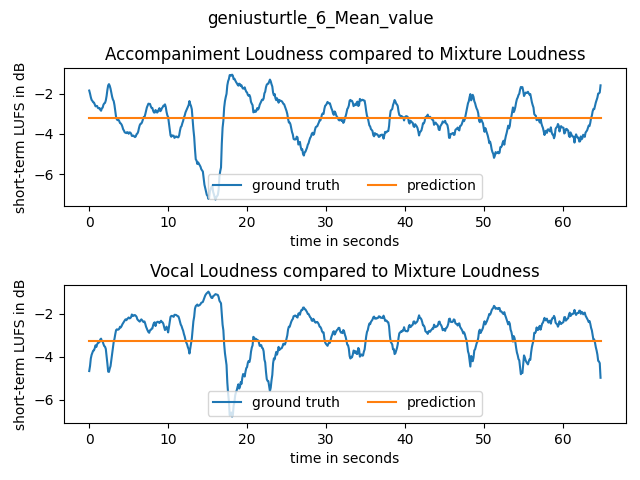 geniusturtle_6_Mean_value
Accompaniment Loudness compared to Mixture Loudness
short-term LUFS in dB
−2
−4
−6
ground truth
prediction
0 10 20 30 40 50 60
time in seconds
Vocal Loudness compared to Mixture Loudness
short-term LUFS in dB
−2
−4
−6
ground truth
prediction
0 10 20 30 40 50 60
time in seconds